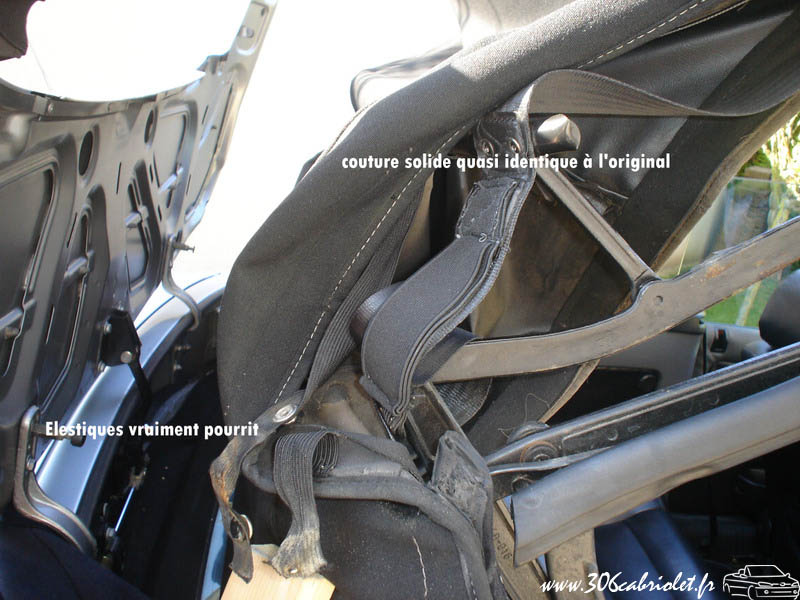 couture solide quasi identique à l'original
Elestiques vraiment pourrit
www.306cabriolet.fr